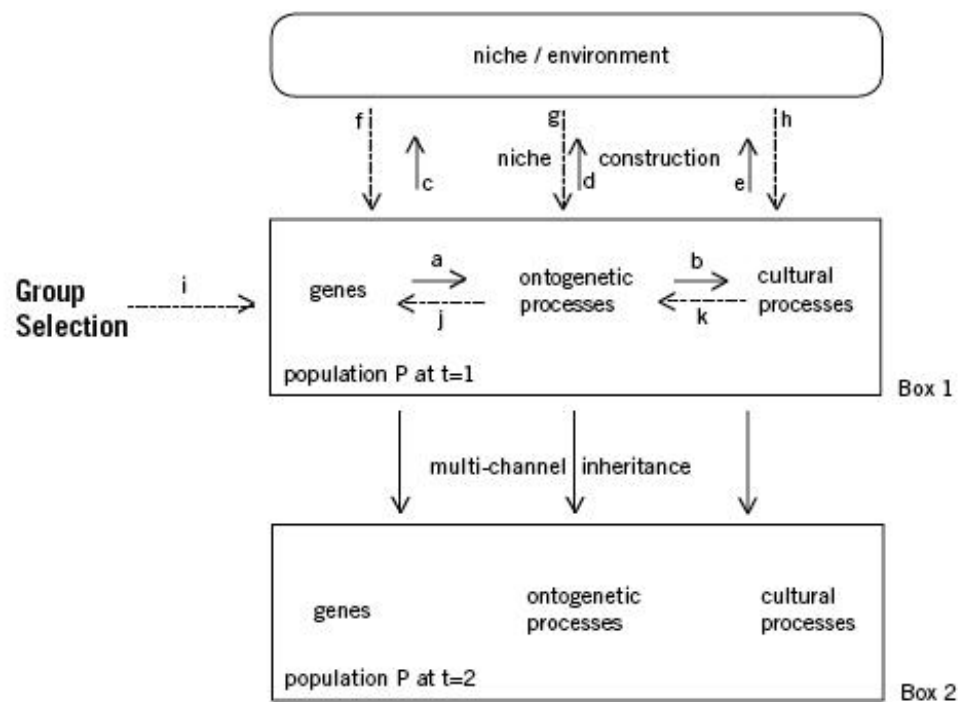 niche / environment
f
g
h
niche
construction
c
d
e
a
b
genes
ontogenetic
processes
cultural
processes
j
k
Group
Selection
i
population P at t=1
Box 1
multi-channel
inheritance
genes
ontogenetic
processes
cultural
processes
population P at t=2
Box 2